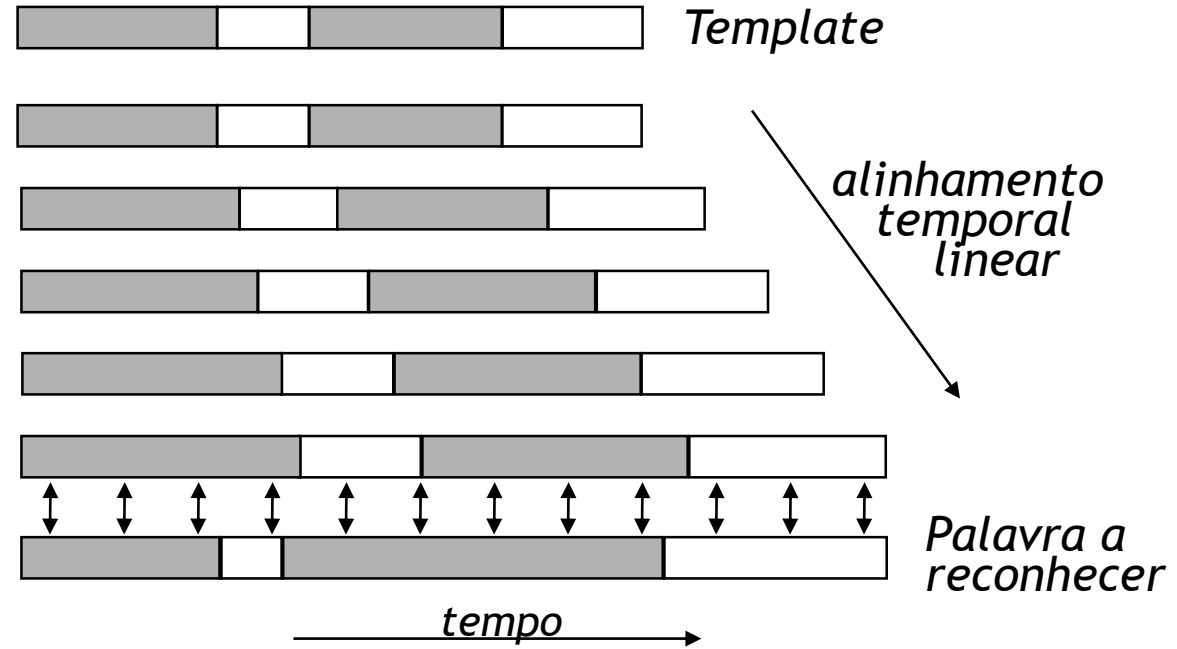 Template
alinhamento
temporal
linear
Palavra a
reconhecer
tempo